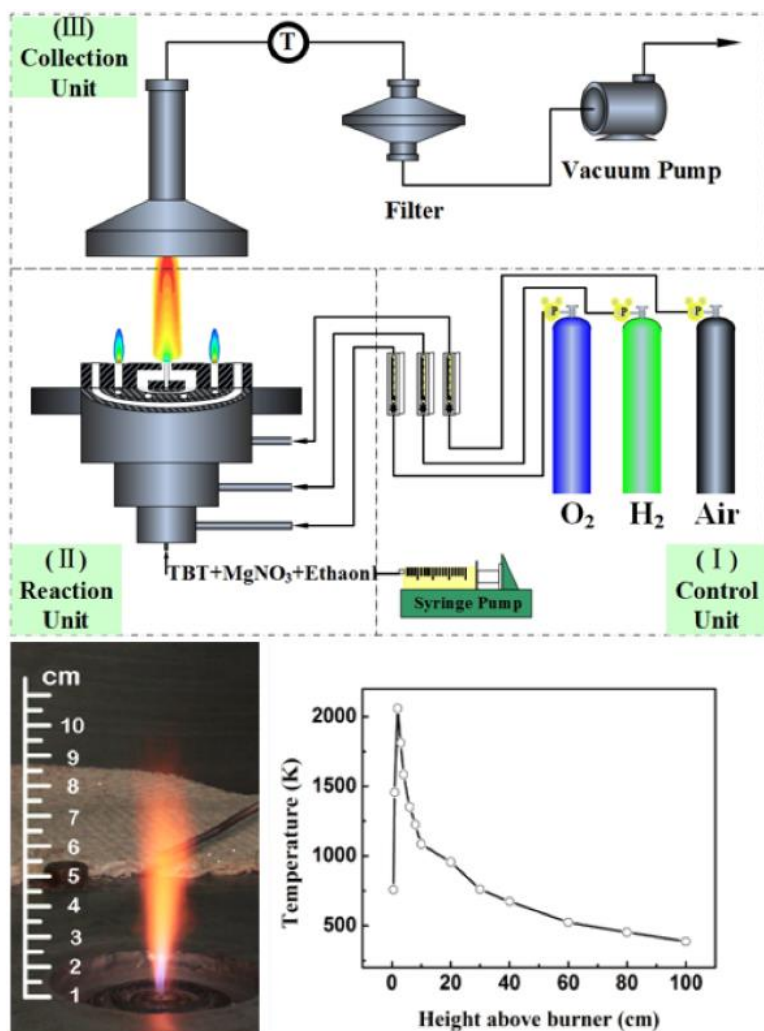 (Ⅲ)
Collection
Unit
T
Filter
Vacuum Pump
P
P
P
O₂
H₂
Air
(Ⅱ)
Reaction
Unit
TBT+MgNO₃+Ethaon
Syringe Pump
(Ⅰ)
Control
Unit
cm
10
9
8
7
6
5
4
3
2
1
Temperature (K)
2000
1500
1000
500
0
20
40
60
80
100
Height above burner (cm)